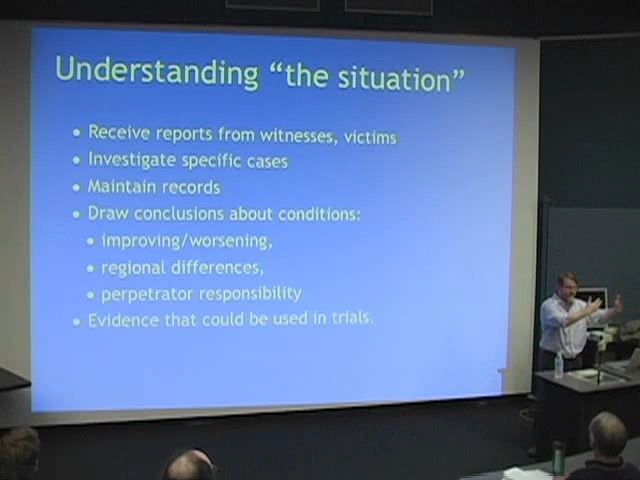 Understanding “the situation”
• Receive reports from witnesses, victims
• Investigate specific cases
• Maintain records
• Draw conclusions about conditions:
• improving/worsening,
• regional differences,
• perpetrator responsibility
• Evidence that could be used in trials.